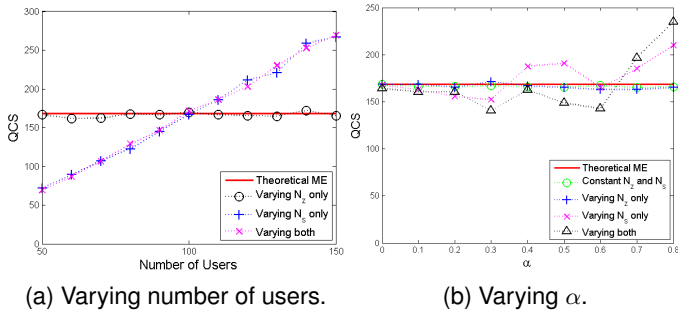 300
250
200
150
100
50
0
QCS
50
100
150
Number of Users
Theoretical ME
Varying N_z only
Varying N_s only
Varying both
(a) Varying number of users.
250
200
150
100
50
0
QCS
0
0.1
0.2
0.3
0.4
0.5
0.6
0.7
0.8
α
Theoretical ME
Constant N_z and N_s
Varying N_z only
Varying N_s only
Varying both
(b) Varying α.